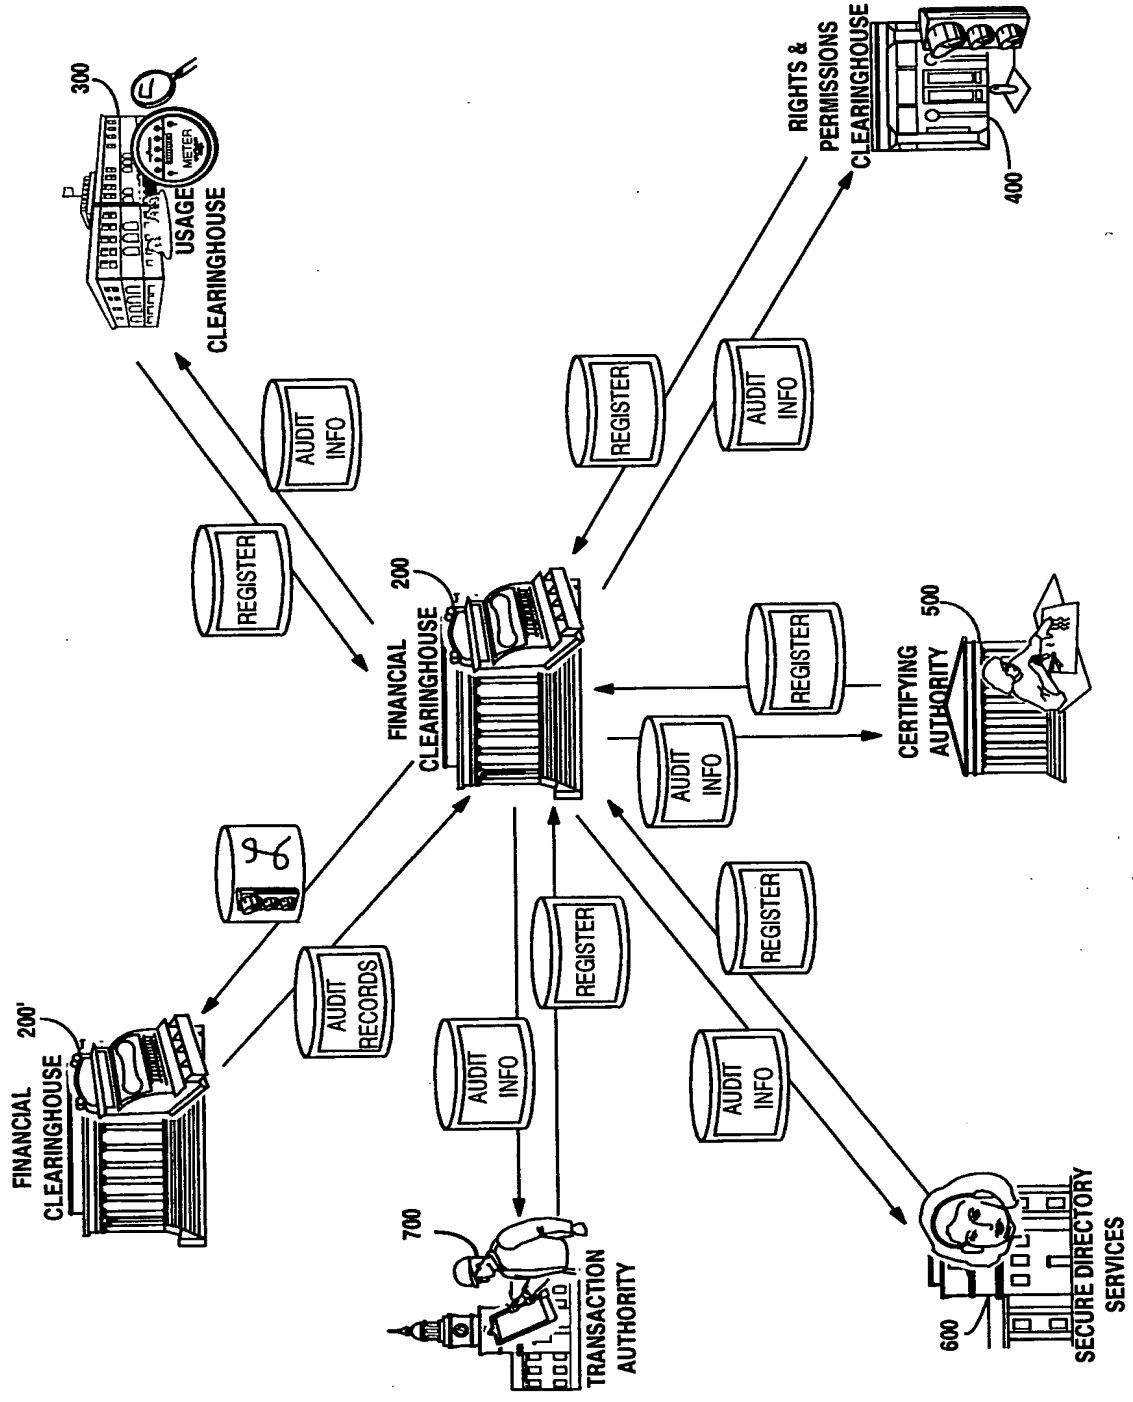 FINANCIAL
CLEARINGHOUSE
200'
300
METER
USAGE
CLEARINGHOUSE
REGISTER
AUDIT
INFO
AUDIT
RECORDS
FINANCIAL
CLEARINGHOUSE
200
700
AUDIT
INFO
REGISTER
TRANSACTION
AUTHORITY
REGISTER
AUDIT
INFO
AUDIT
INFO
REGISTER
REGISTER
AUDIT
INFO
RIGHTS &
PERMISSIONS
CLEARINGHOUSE
400
CERTIFYING
AUTHORITY
500
600
SECURE DIRECTORY
SERVICES